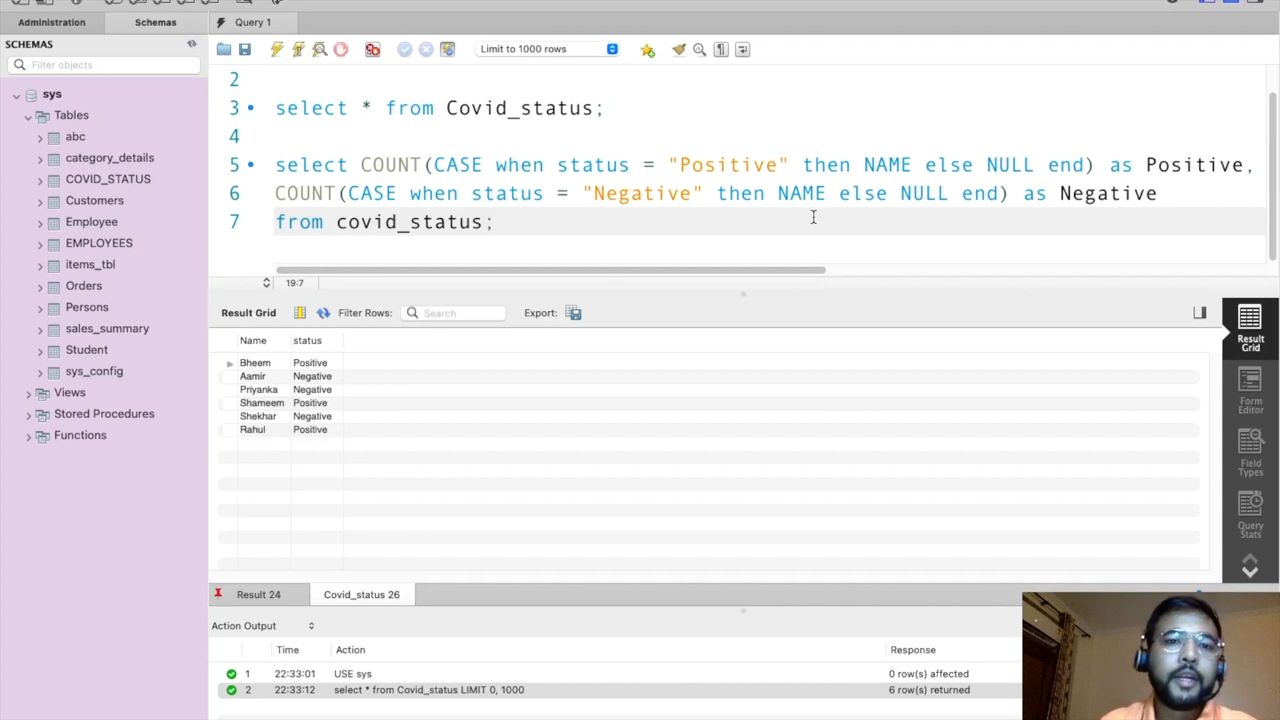 Administration
Schemas
Query 1
SCHEMAS
Filter objects
sys
Tables
abc
category_details
COVID_STATUS
Customers
Employee
EMPLOYEES
items_tbl
Orders
Persons
sales_summary
Student
sys_config
Views
Stored Procedures
Functions
Limit to 1000 rows
2
3 select * from Covid_status;
4
5 select COUNT(CASE when status = "Positive" then NAME else NULL end) as Positive,
6 COUNT(CASE when status = "Negative" then NAME else NULL end) as Negative
7 from covid_status;
19:7
Result Grid Filter Rows: Search Export:
Name status
Bheem Positive
Aamir Negative
Priyanka Negative
Shameem Positive
Shekhar Negative
Rahul Positive
Result
Grid
Form
Editor
Field
Types
Query
Stats
Result 24 Covid_status 26
Action Output
Time Action Response
1 22:33:01 USE sys 0 row(s) affected
2 22:33:12 select * from Covid_status LIMIT 0, 1000 6 row(s) returned